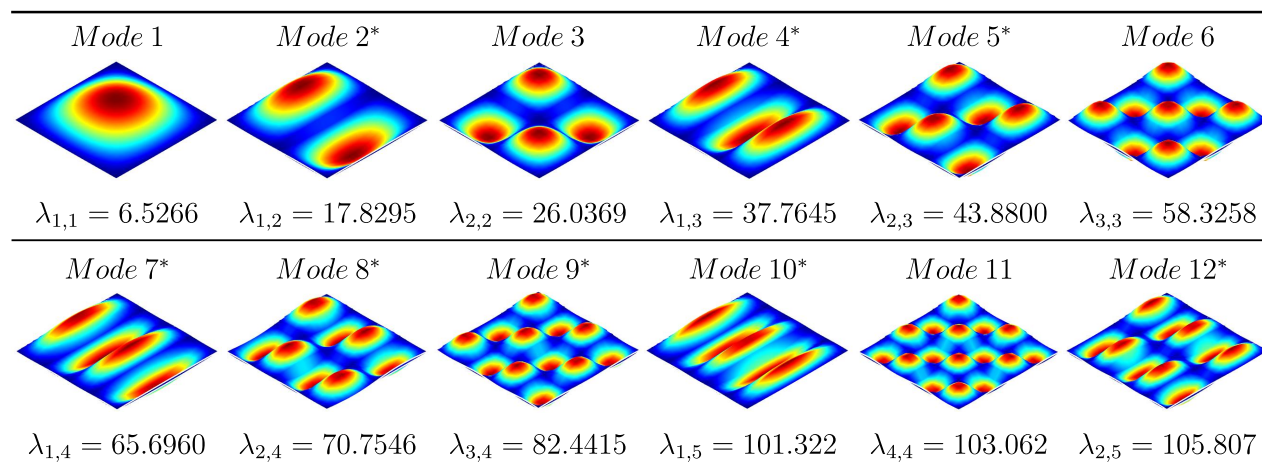 Mode 1 Mode 2* Mode 3 Mode 4* Mode 5* Mode 6
λ1,1 = 6.5266 λ1,2 = 17.8295 λ2,2 = 26.0369 λ1,3 = 37.7645 λ2,3 = 43.8800 λ3,3 = 58.3258
Mode 7* Mode 8* Mode 9* Mode 10* Mode 11 Mode 12*
λ1,4 = 65.6960 λ2,4 = 70.7546 λ3,4 = 82.4415 λ1,5 = 101.322 λ4,4 = 103.062 λ2,5 = 105.807